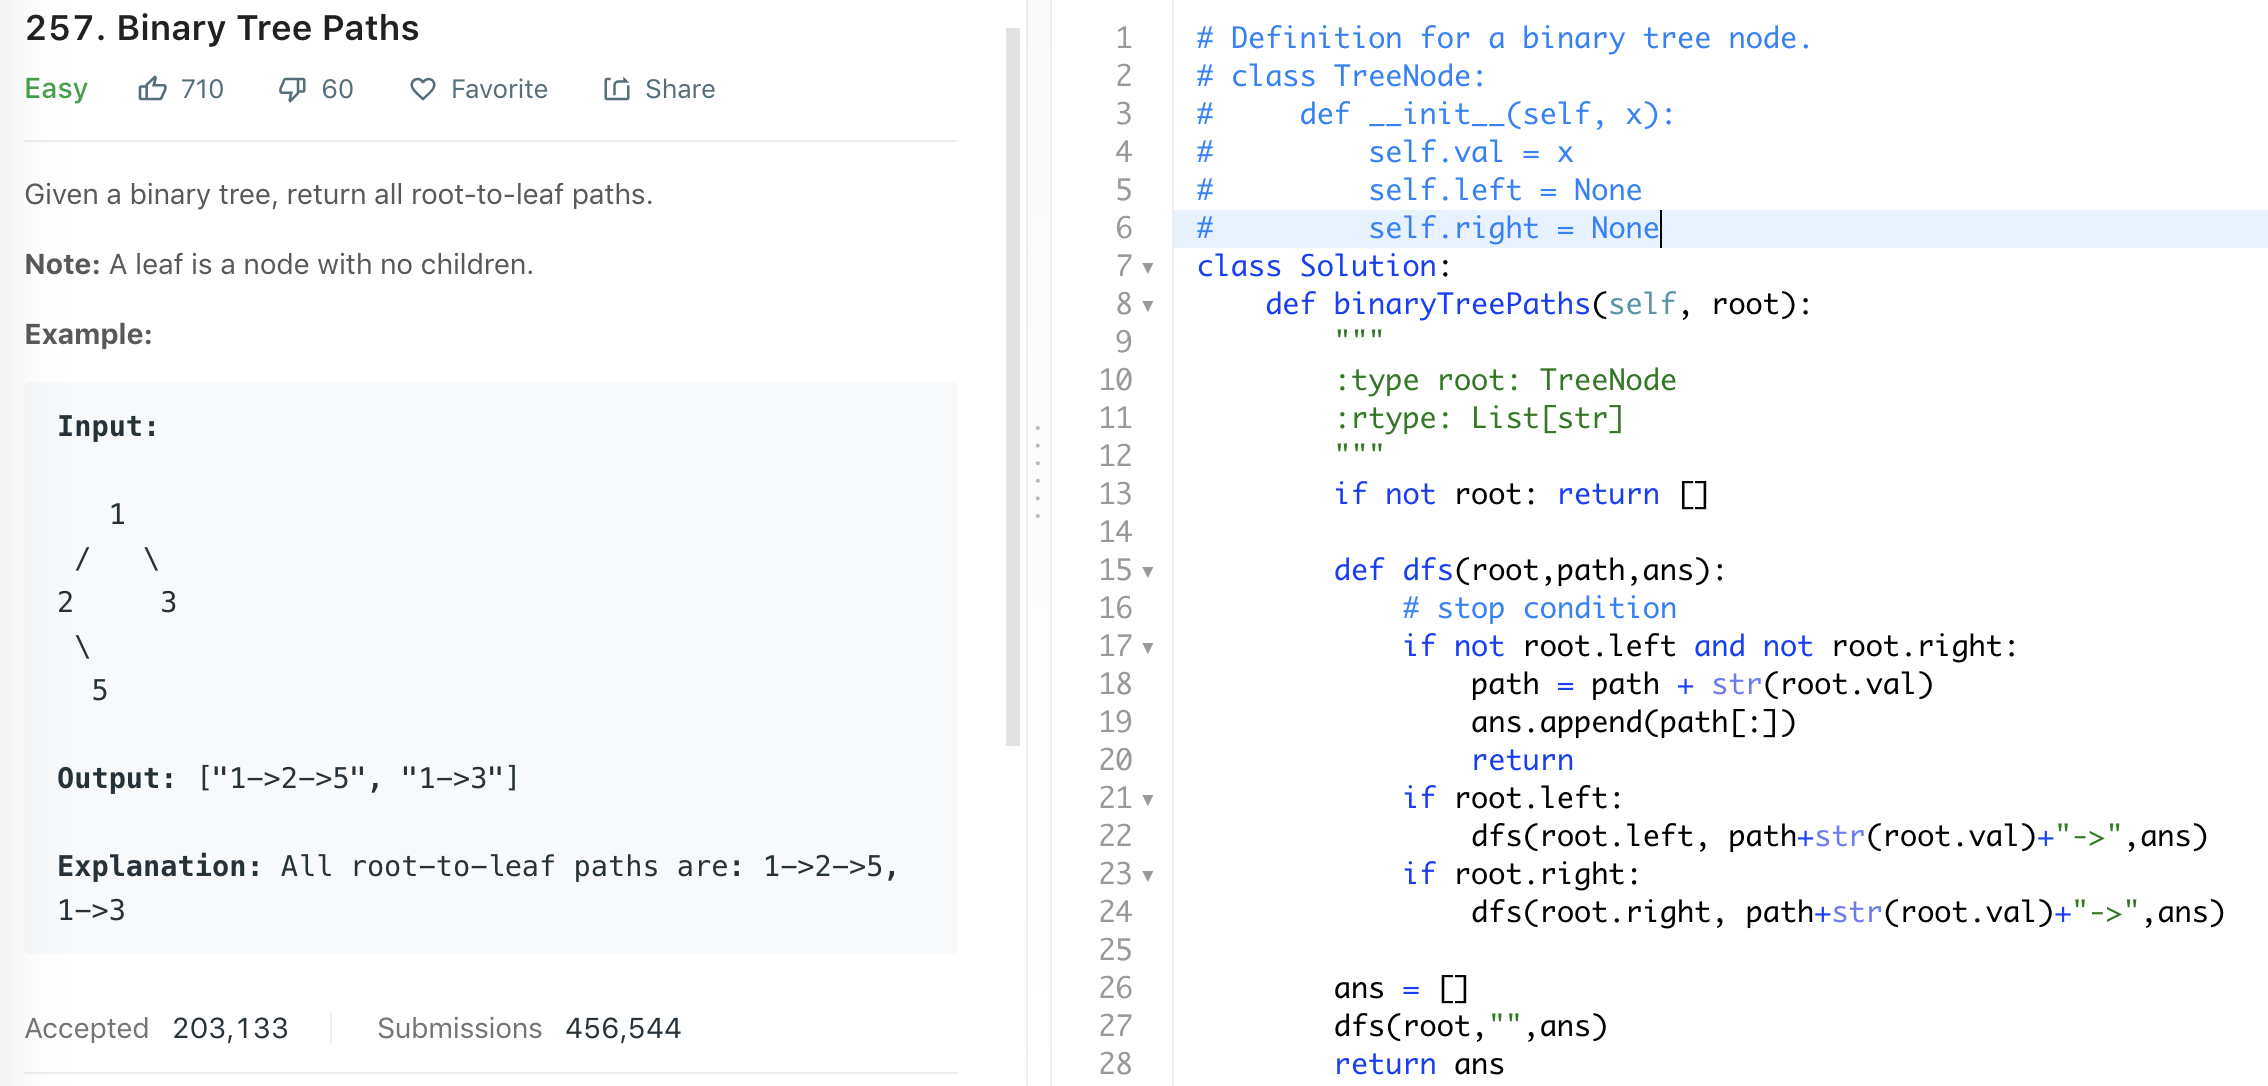 257. Binary Tree Paths
Easy 710 60 Favorite Share
Given a binary tree, return all root-to-leaf paths.
Note: A leaf is a node with no children.
Example:
Input:
   1
 /   \
2     3
 \
  5
Output: ["1->2->5", "1->3"]
Explanation: All root-to-leaf paths are: 1->2->5,
1->3
Accepted 203,133 Submissions 456,544
1 # Definition for a binary tree node.
2 # class TreeNode:
3 #     def __init__(self, x):
4 #         self.val = x
5 #         self.left = None
6 #         self.right = None
7 class Solution:
8     def binaryTreePaths(self, root):
9         """
10         :type root: TreeNode
11         :rtype: List[str]
12         """
13         if not root: return []
14
15         def dfs(root,path,ans):
16             # stop condition
17             if not root.left and not root.right:
18                 path = path + str(root.val)
19                 ans.append(path[:])
20                 return
21             if root.left:
22                 dfs(root.left, path+str(root.val)+"->",ans)
23             if root.right:
24                 dfs(root.right, path+str(root.val)+"->",ans)
25
26         ans = []
27         dfs(root,"",ans)
28         return ans